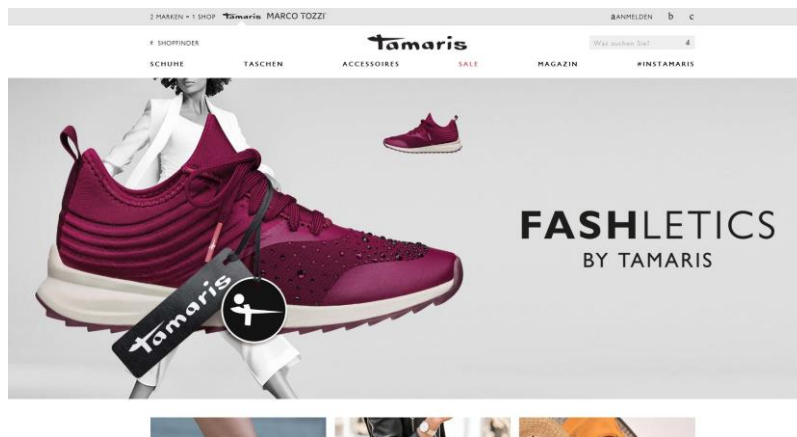 2 MARKEN + 1 SHOP Tamaris MARCO TOZZI
aANMELDEN b c
f SHOPFINDER
Tamaris
Was suchen Sie? d
SCHUHE TASCHEN ACCESSOIRES SALE MAGAZIN #INSTAMARIS
FASHLETICS
BY TAMARIS
Tamaris